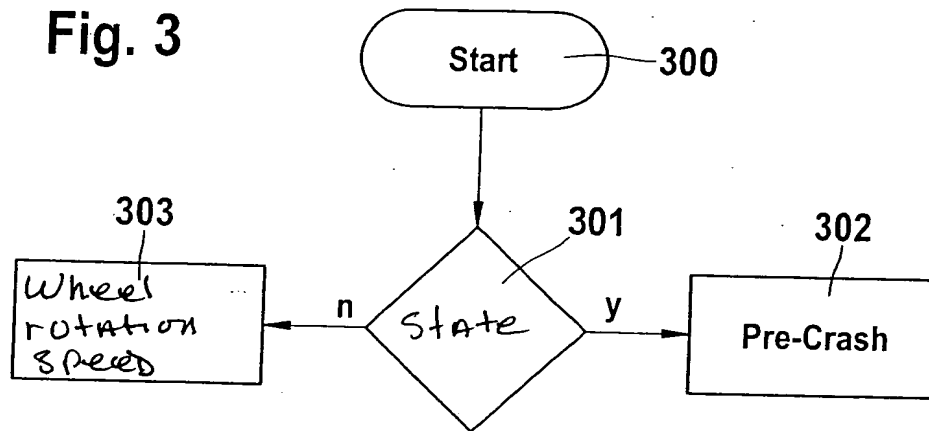 Fig. 3
Start
300
303
301
302
Wheel
rotation
speed
n
State
y
Pre-Crash